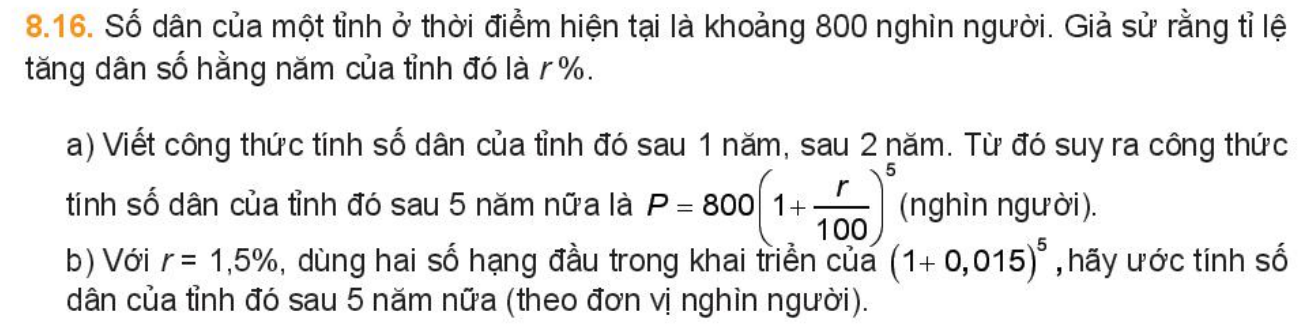 8.16. Số dân của một tỉnh ở thời điểm hiện tại là khoảng 800 nghìn người. Giả sử rằng tỉ lệ
tăng dân số hằng năm của tỉnh đó là r%.
a) Viết công thức tính số dân của tỉnh đó sau 1 năm, sau 2 năm. Từ đó suy ra công thức
tính số dân của tỉnh đó sau 5 năm nữa là P = 800(1 + r/100)^5 (nghìn người).
b) Với r = 1,5%, dùng hai số hạng đầu trong khai triển của (1 + 0,015)^5, hãy ước tính số
dân của tỉnh đó sau 5 năm nữa (theo đơn vị nghìn người).